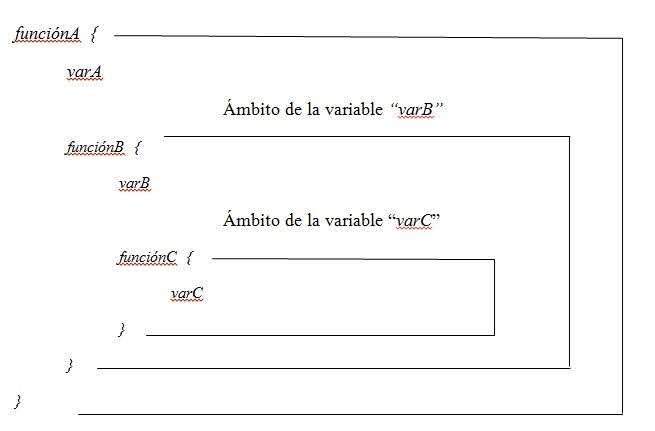 funciónA {
varA
Ámbito de la variable “varB”
funciónB {
varB
Ámbito de la variable “varC”
funciónC {
varC
}
}
}